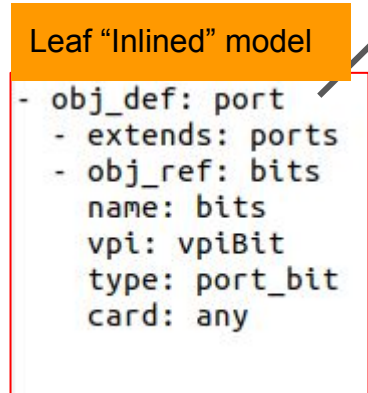 Leaf “Inlined” model
- obj_def: port
  - extends: ports
  - obj_ref: bits
    name: bits
    vpi: vpiBit
    type: port_bit
    card: any